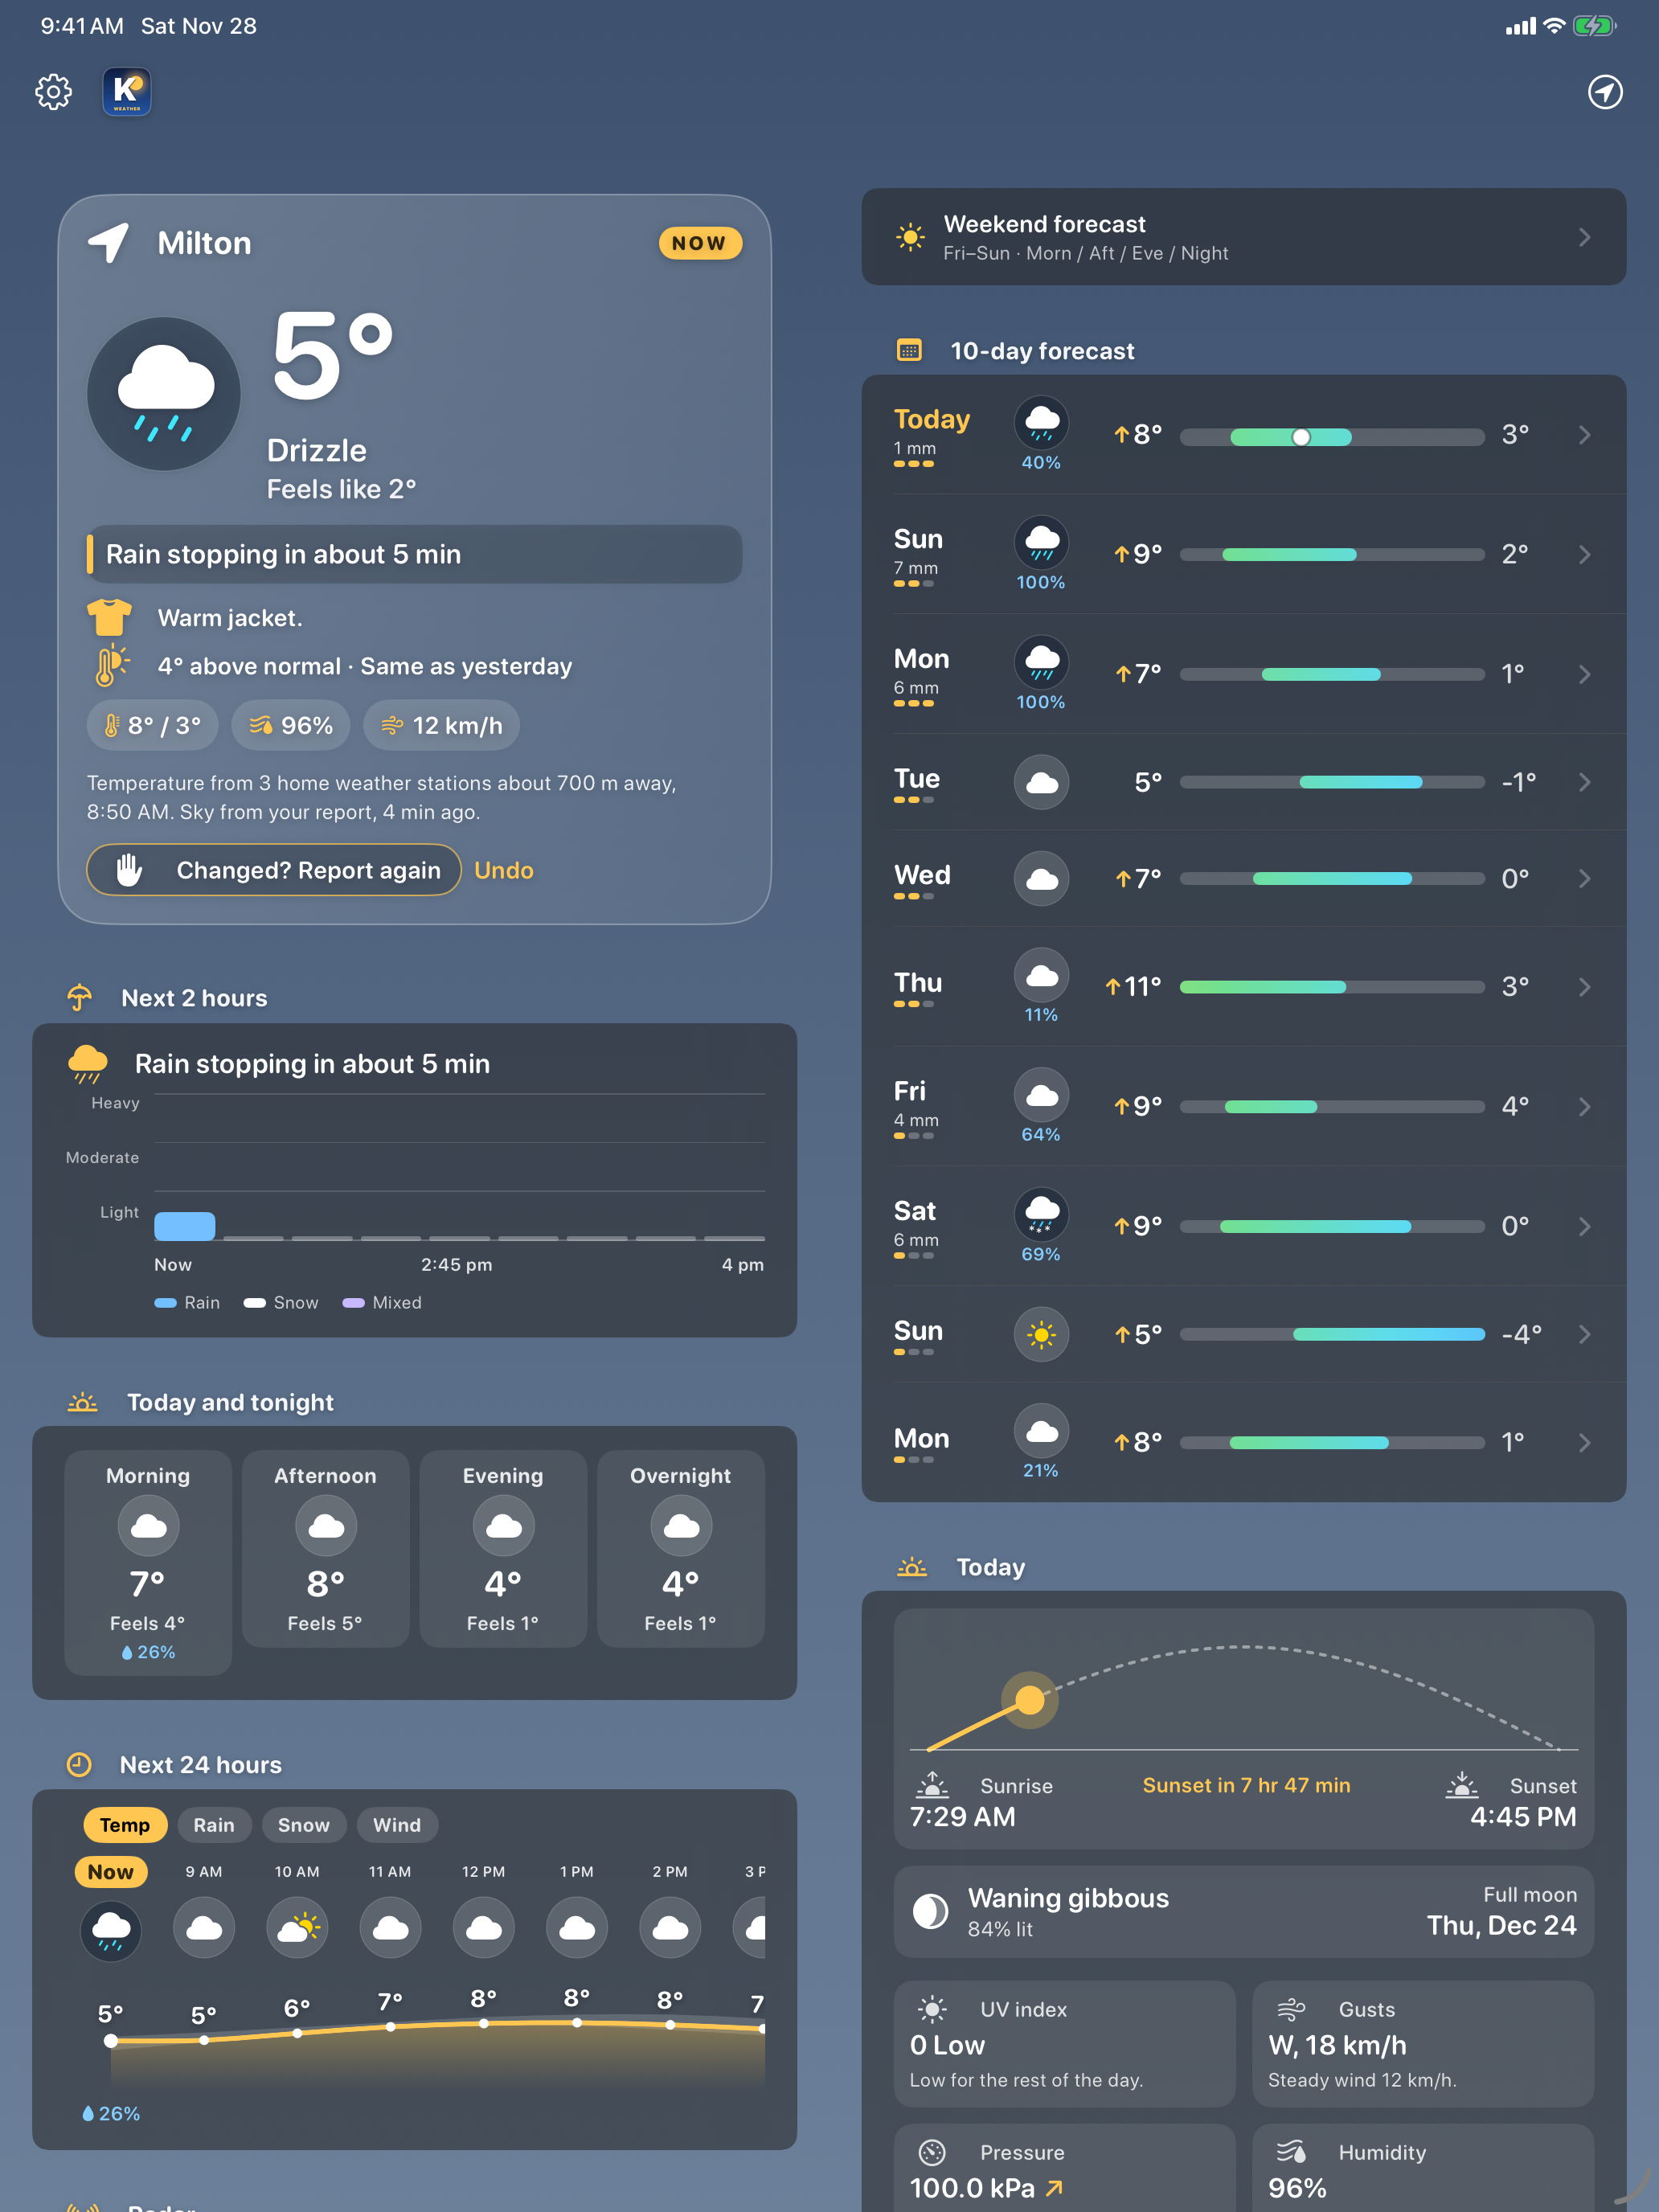 9:41 AM Sat Nov 28
K
WEATHER
Milton
NOW
5°
Drizzle
Feels like 2°
Rain stopping in about 5 min
Warm jacket.
4° above normal · Same as yesterday
8° / 3°
96%
12 km/h
Temperature from 3 home weather stations about 700 m away,
8:50 AM. Sky from your report, 4 min ago.
Changed? Report again
Undo
Next 2 hours
Rain stopping in about 5 min
Heavy
Moderate
Light
Now
2:45 pm
4 pm
Rain
Snow
Mixed
Today and tonight
Morning
7°
Feels 4°
26%
Afternoon
8°
Feels 5°
Evening
4°
Feels 1°
Overnight
4°
Feels 1°
Next 24 hours
Temp
Rain
Snow
Wind
Now
9 AM
10 AM
11 AM
12 PM
1 PM
2 PM
3 P
5°
5°
6°
7°
8°
8°
8°
7
26%
Weekend forecast
Fri–Sun · Morn / Aft / Eve / Night
10-day forecast
Today
1 mm
40%
8°
3°
Sun
7 mm
100%
9°
2°
Mon
6 mm
100%
7°
1°
Tue
5°
-1°
Wed
7°
0°
Thu
11%
11°
3°
Fri
4 mm
64%
9°
4°
Sat
6 mm
69%
9°
0°
Sun
5°
-4°
Mon
21%
8°
1°
Today
Sunrise
7:29 AM
Sunset in 7 hr 47 min
Sunset
4:45 PM
Waning gibbous
84% lit
Full moon
Thu, Dec 24
UV index
0 Low
Low for the rest of the day.
Gusts
W, 18 km/h
Steady wind 12 km/h.
Pressure
100.0 kPa
Humidity
96%